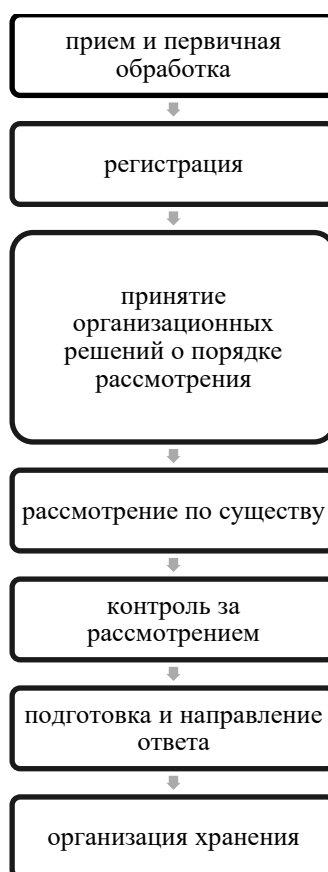 прием и первичная
обработка
регистрация
принятие
организационных
решений о порядке
рассмотрения
рассмотрение по существу
контроль за
рассмотрением
подготовка и направление
ответа
организация хранения